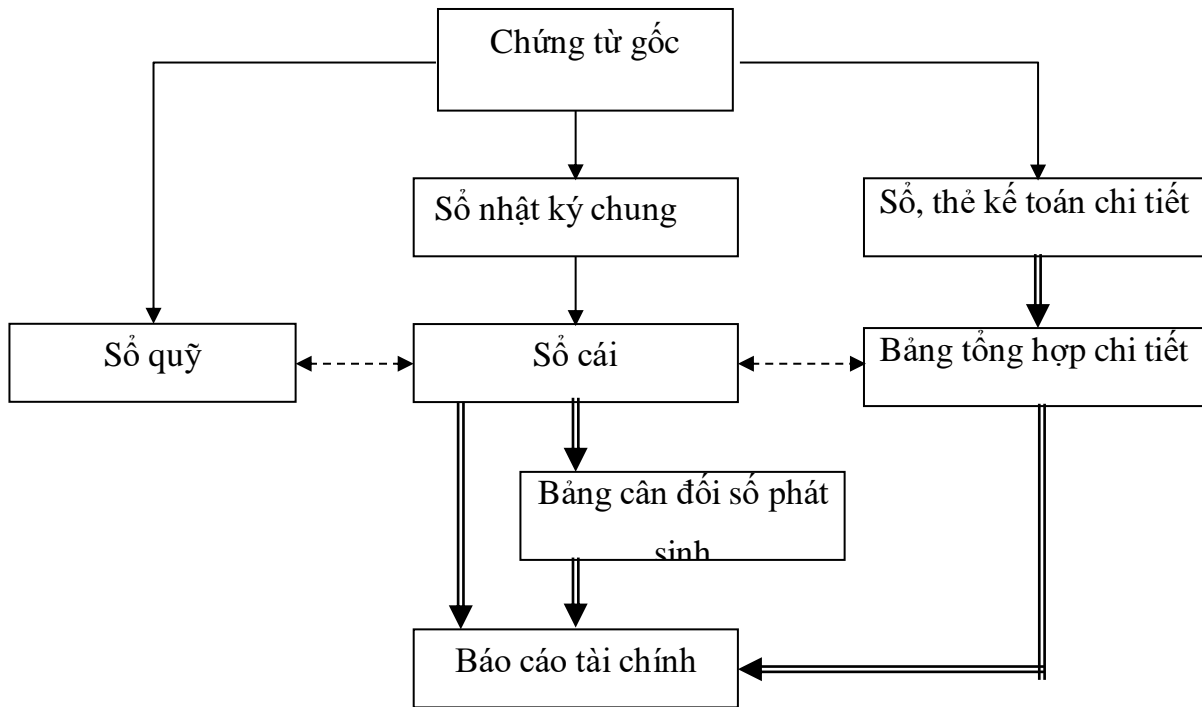 Chứng từ gốc
Sổ nhật ký chung
Sổ, thẻ kế toán chi tiết
Sổ quỹ
Sổ cái
Bảng tổng hợp chi tiết
Bảng cân đối số phát
sinh
Báo cáo tài chính